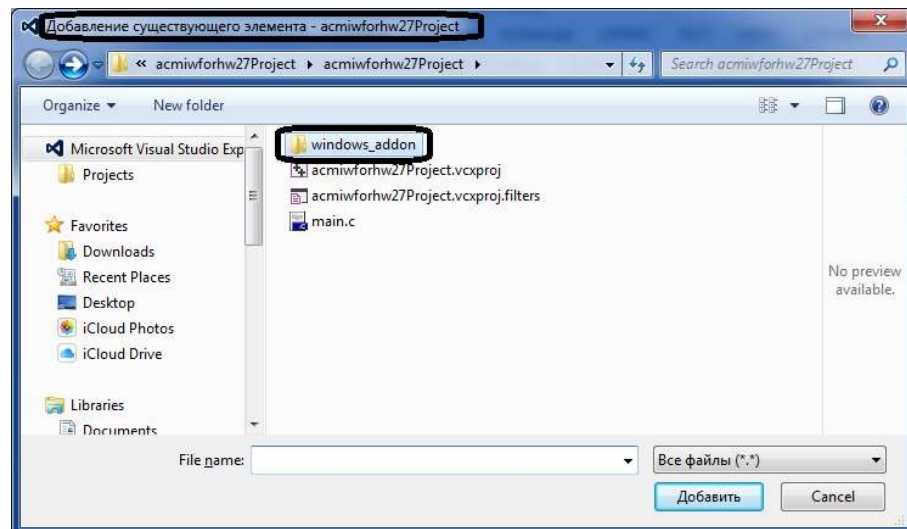 Добавление существующего элемента - acmiwforhw27Project
« acmiwforhw27Project ▸ acmiwforhw27Project ▸
Search acmiwforhw27Project
Organize ▾ New folder
Microsoft Visual Studio Exp
Projects
Favorites
Downloads
Recent Places
Desktop
iCloud Photos
iCloud Drive
Libraries
Documents
windows_addon
acmiwforhw27Project.vcxproj
acmiwforhw27Project.vcxproj.filters
main.c
No preview
available.
File name:
Все файлы (*.*)
Добавить
Cancel